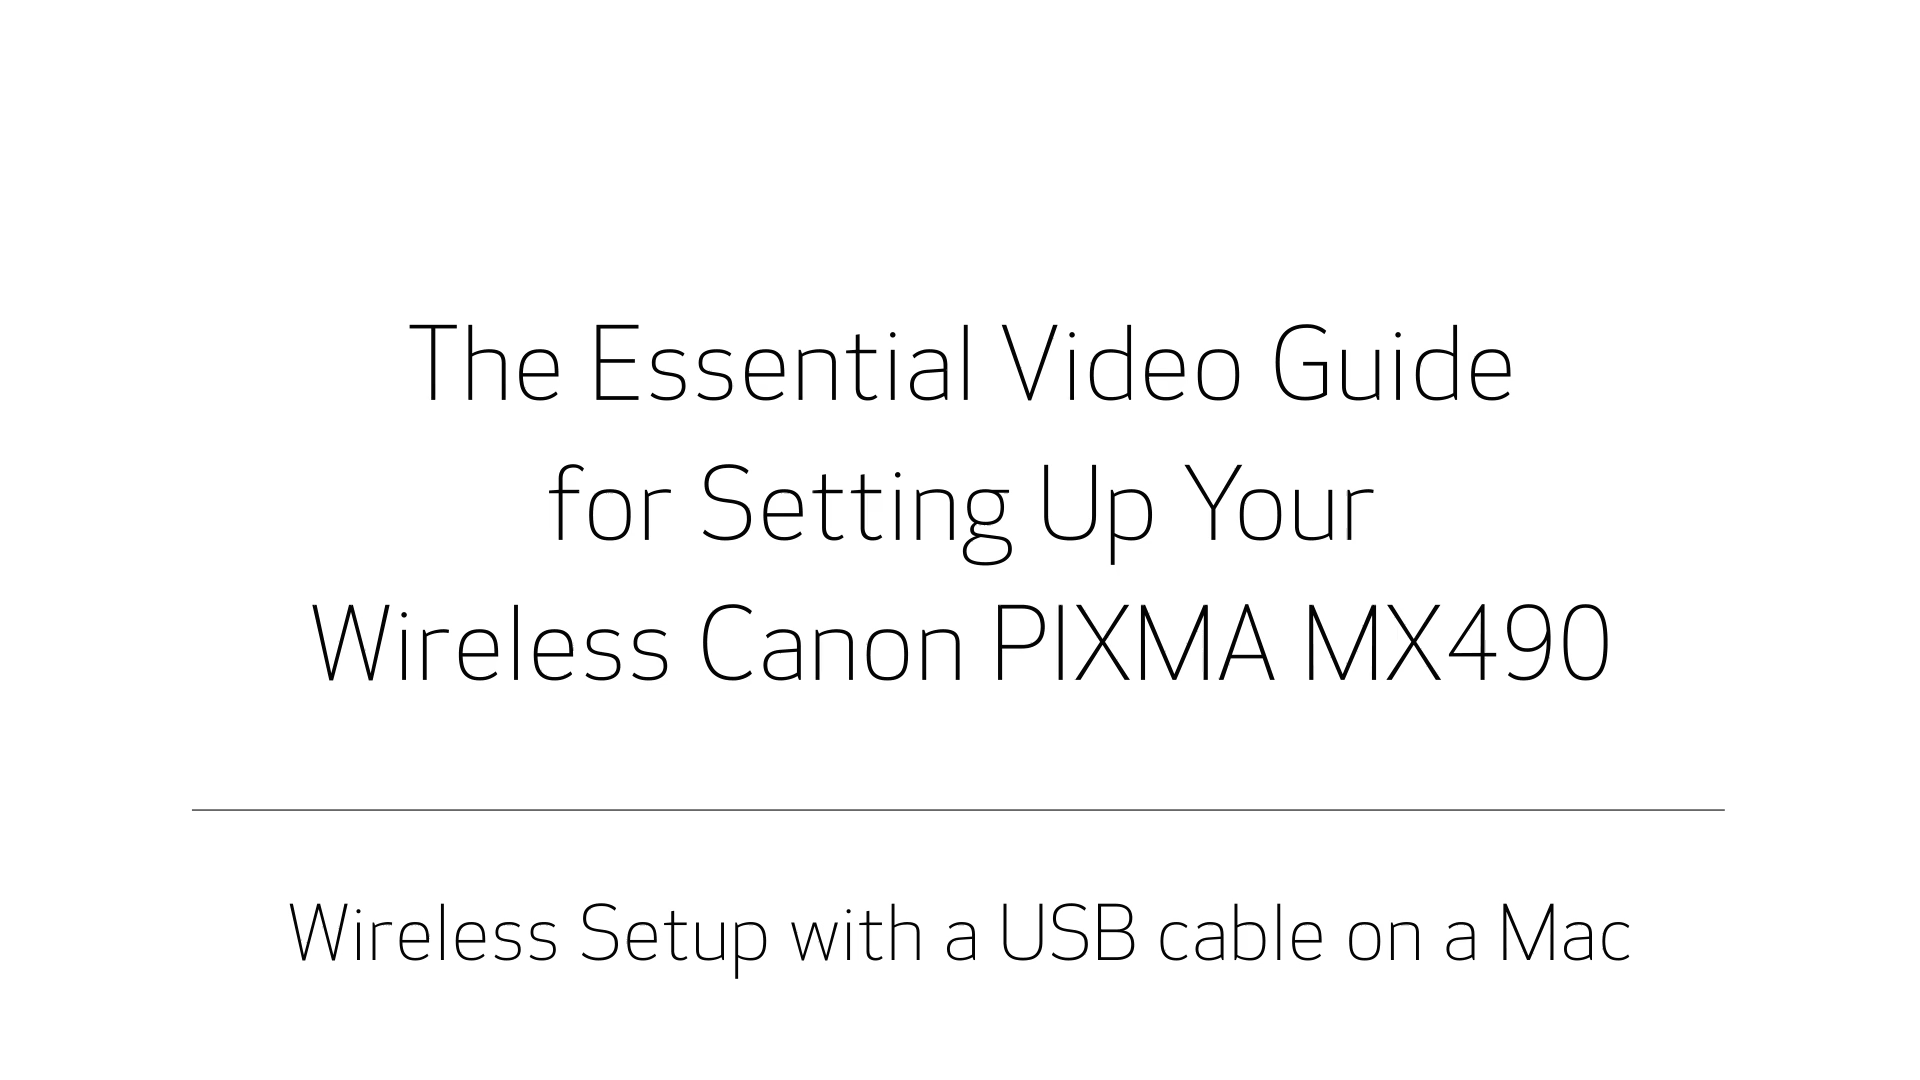 The Essential Video Guide
for Setting Up Your
Wireless Canon PIXMA MX490
Wireless Setup with a USB cable on a Mac